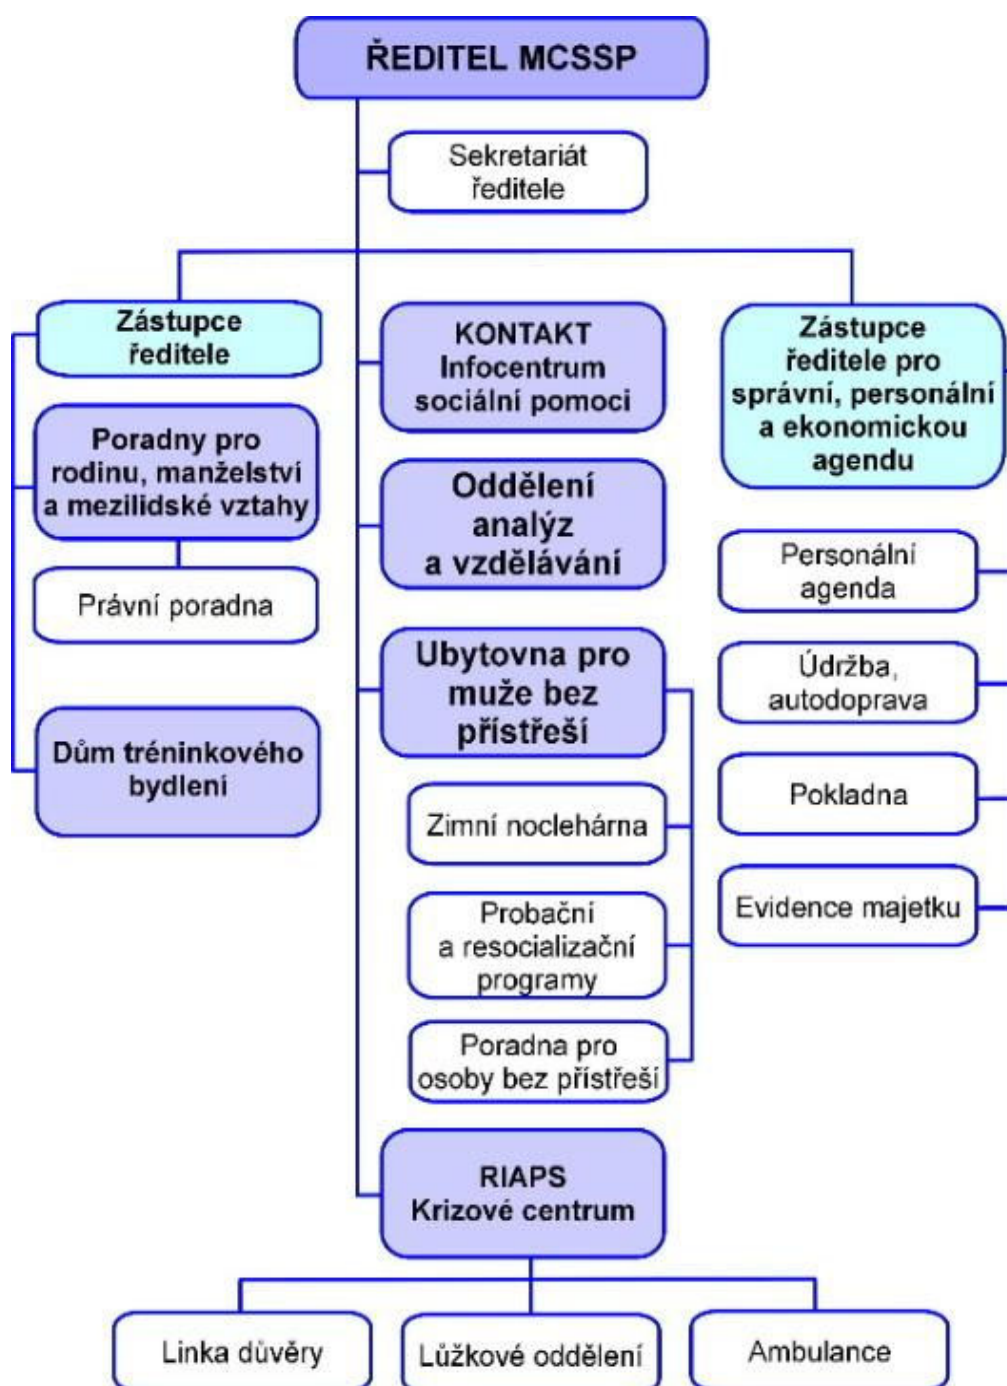 ŘEDITEL MCSSP
Sekretariát
ředitele
Zástupce
ředitele
Poradny pro
rodinu, manželství
a mezilidské vztahy
Právní poradna
Dům tréninkového
bydlení
KONTAKT
Infocentrum
sociální pomoci
Oddělení
analýz
a vzdělávání
Ubytovna pro
muže bez
přístřeší
Zimní noclehárna
Probační
a resocializační
programy
Poradna pro
osoby bez přístřeší
RIAPS
Krizové centrum
Linka důvěry
Lůžkové oddělení
Ambulance
Zástupce
ředitele pro
správní, personální
a ekonomickou
agendu
Personální
agenda
Údržba,
autodoprava
Pokladna
Evidence majetku